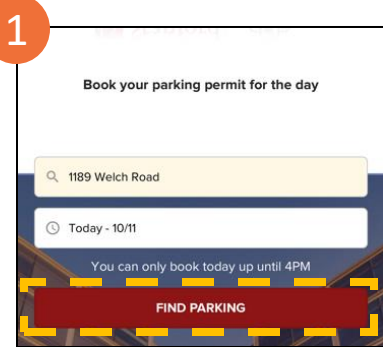 1
Book your parking permit for the day
1189 Welch Road
Today - 10/11
You can only book today up until 4PM
FIND PARKING